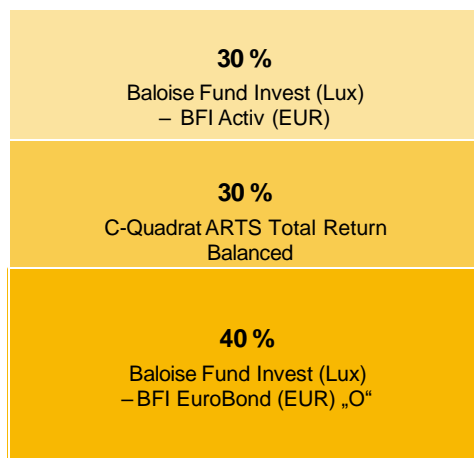 30 %
Baloise Fund Invest (Lux)
– BFI Activ (EUR)
30 %
C-Quadrat ARTS Total Return
Balanced
40 %
Baloise Fund Invest (Lux)
– BFI EuroBond (EUR) „O“